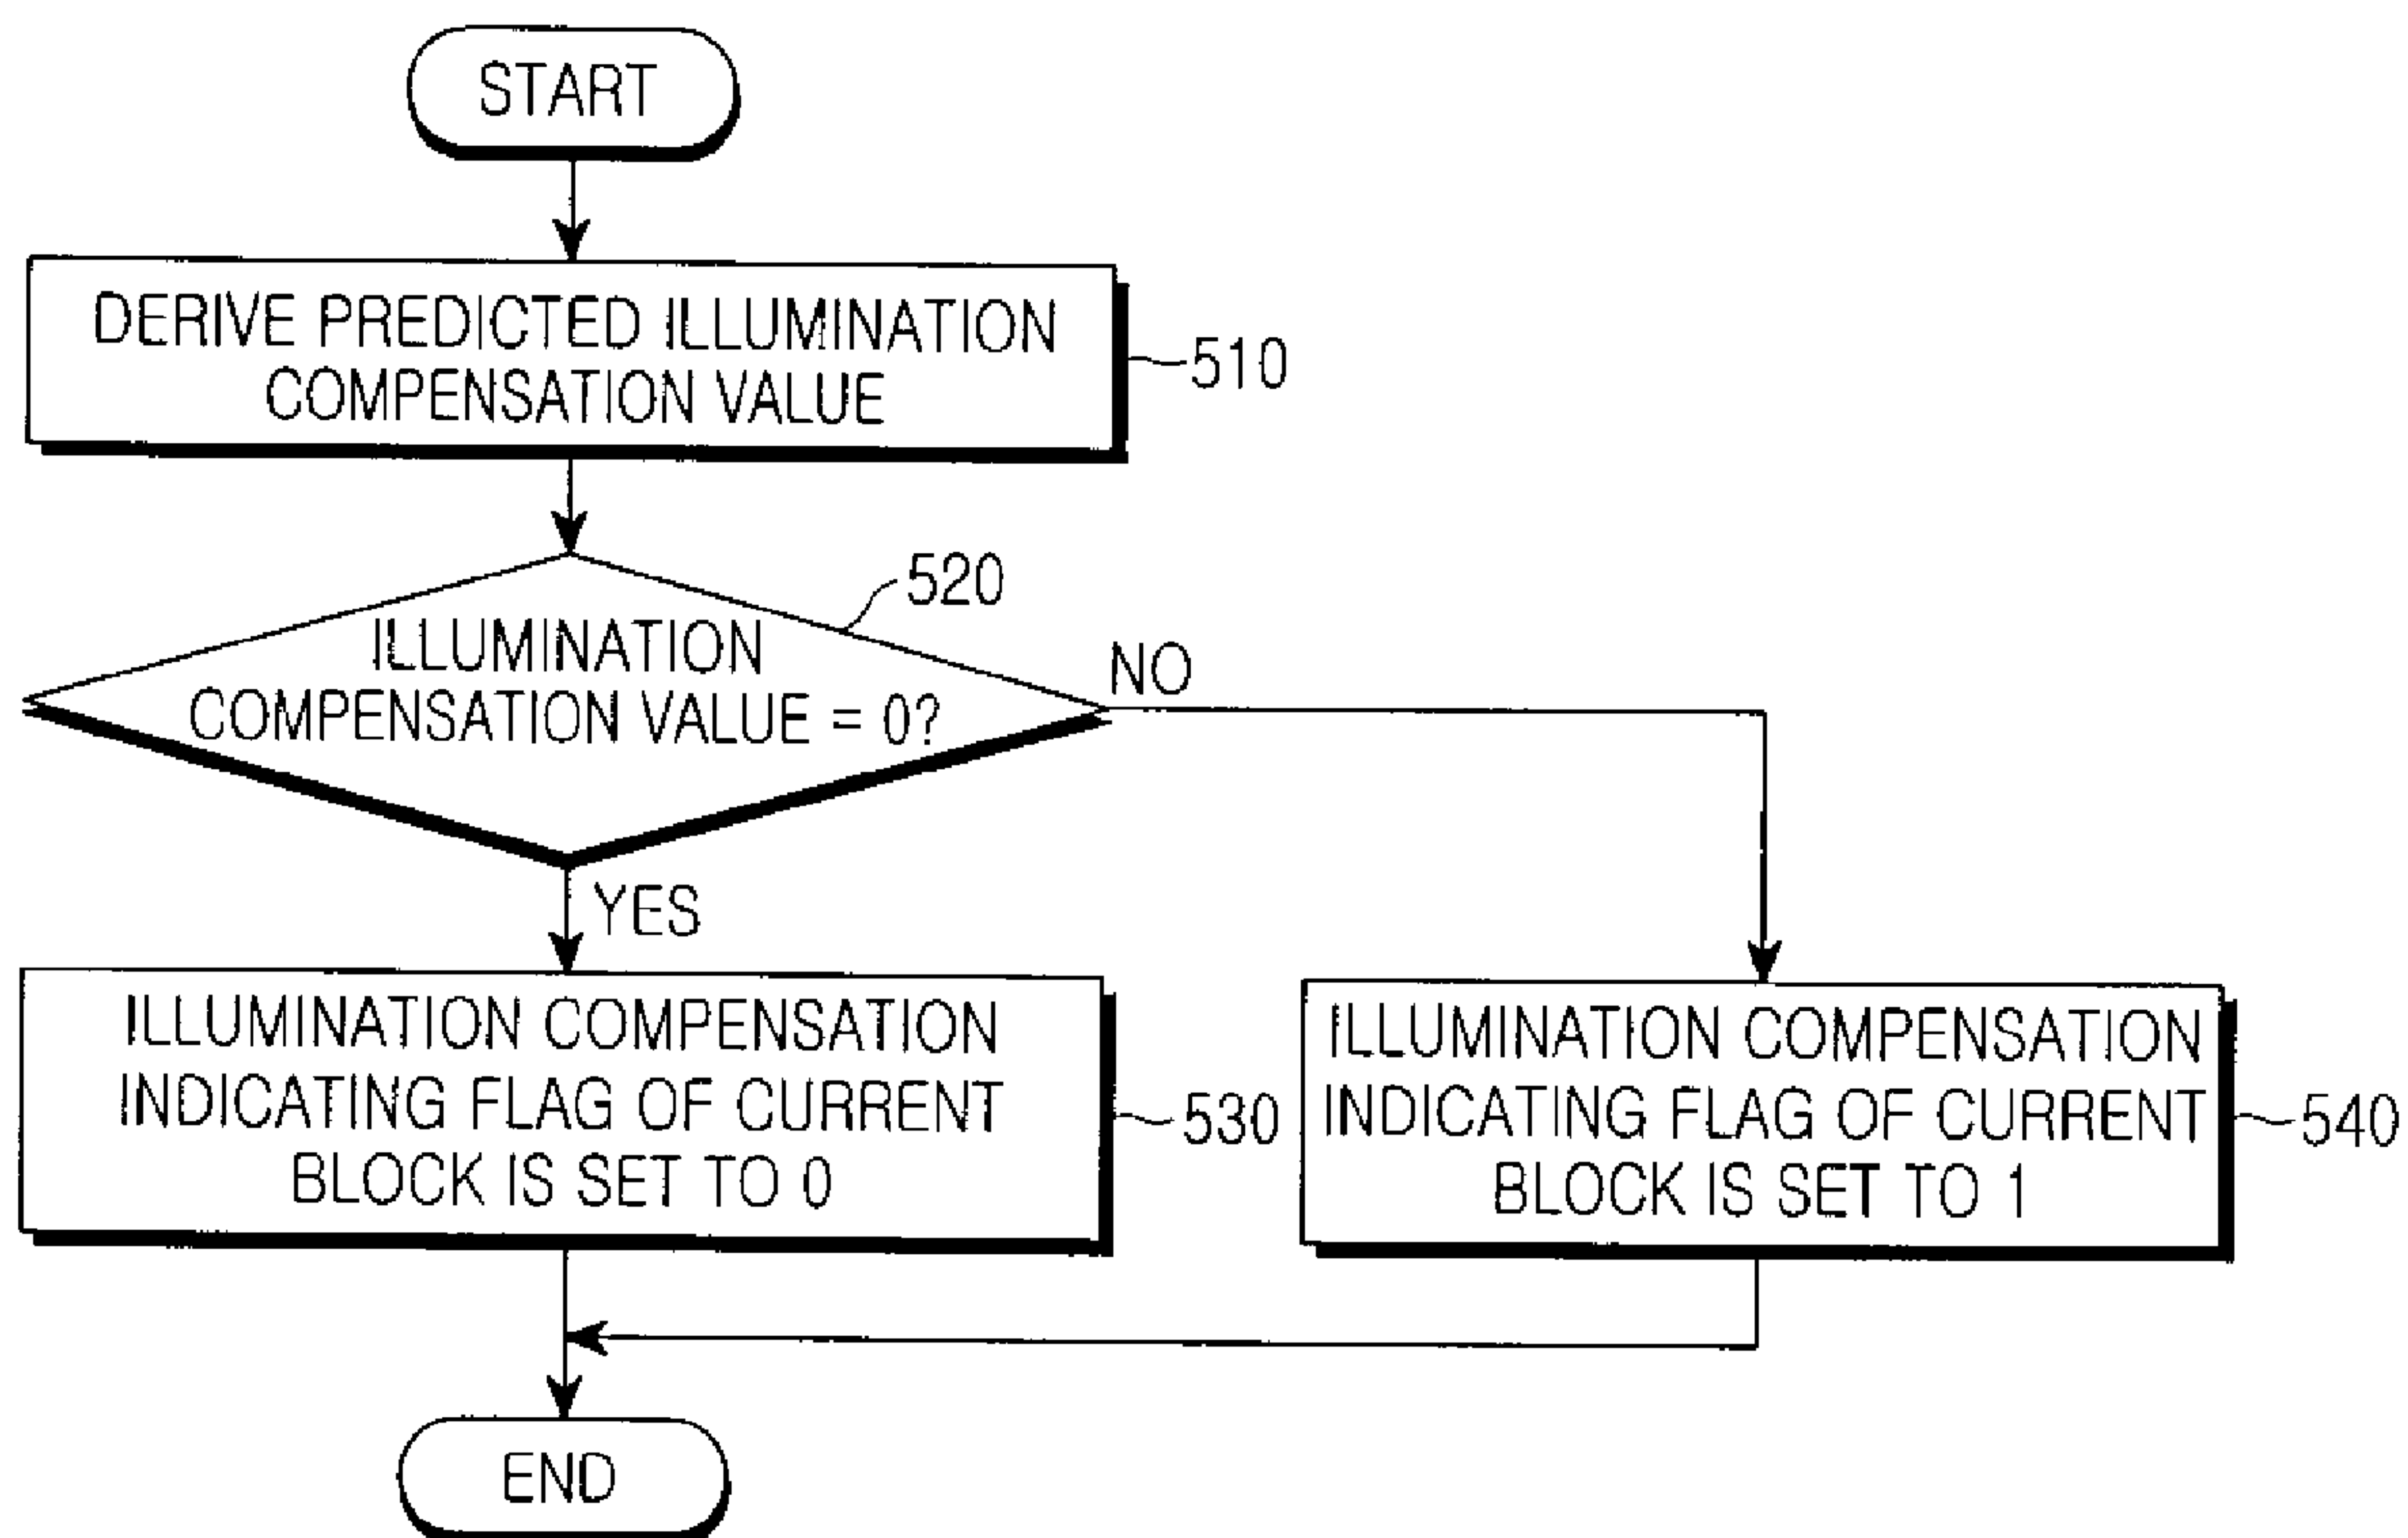 START
DERIVE PREDICTED ILLUMINATION
COMPENSATION VALUE
510
520
ILLUMINATION
COMPENSATION VALUE = 0?
NO
YES
ILLUMINATION COMPENSATION
INDICATING FLAG OF CURRENT
BLOCK IS SET TO 0
530
ILLUMINATION COMPENSATION
INDICATING FLAG OF CURRENT
BLOCK IS SET TO 1
540
END